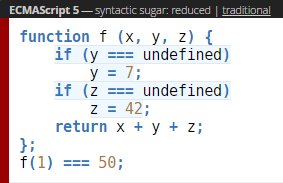 ECMAScript 5 — syntactic sugar: reduced | traditional
function f (x, y, z) {
    if (y === undefined)
        y = 7;
    if (z === undefined)
        z = 42;
    return x + y + z;
};
f(1) === 50;